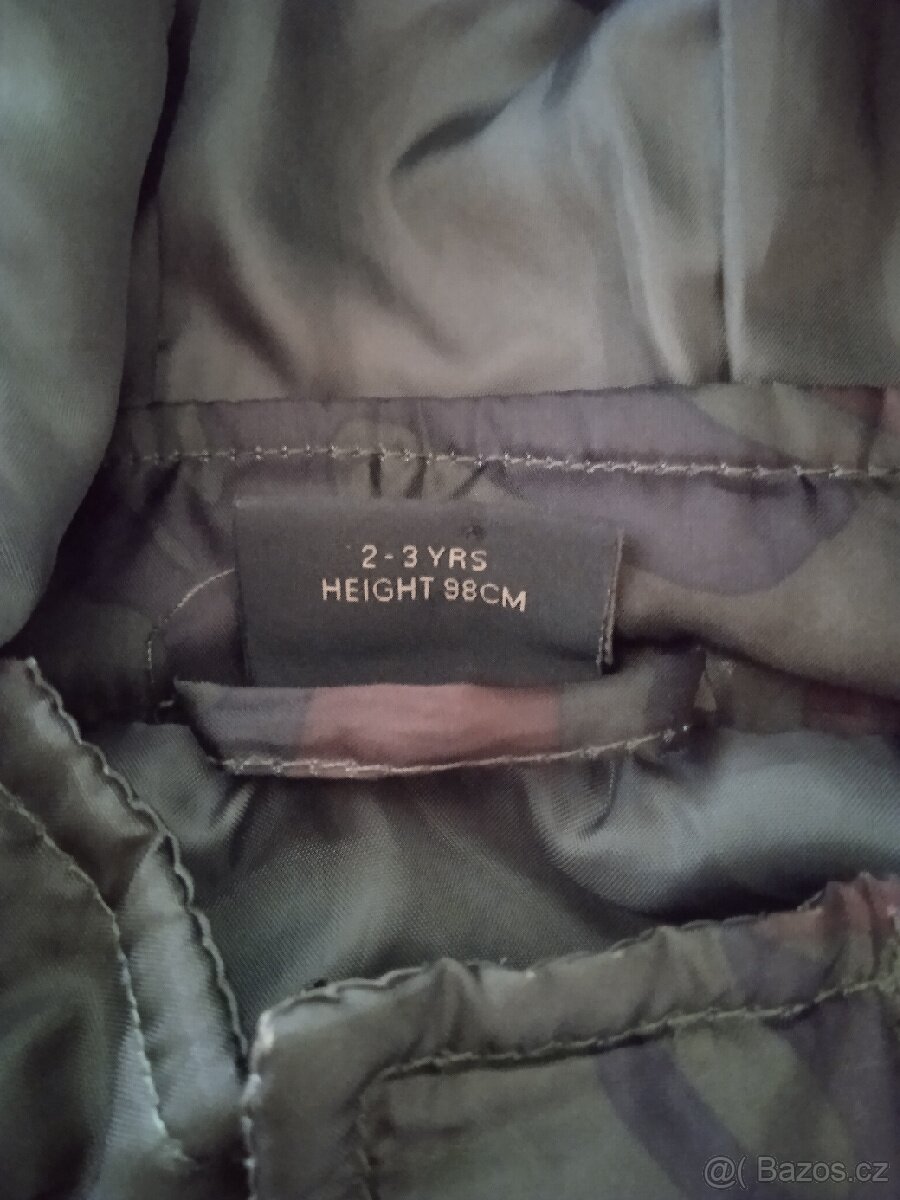 2-3 YRS
HEIGHT 98CM
@( Bazos.cz